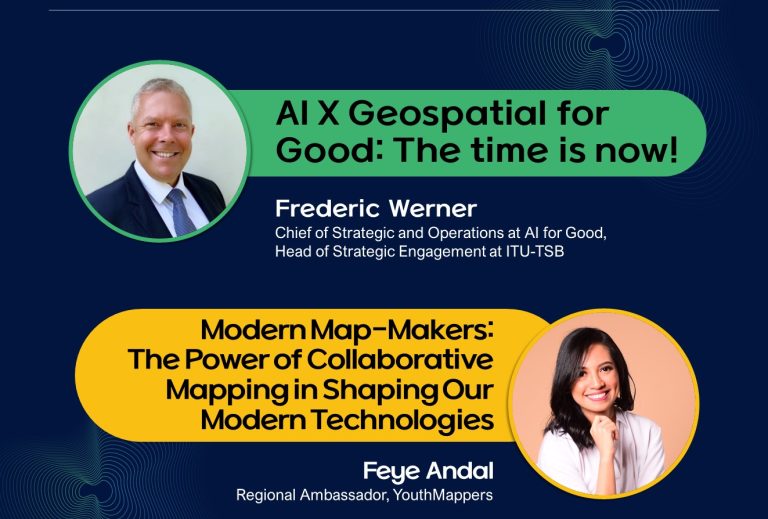 AI X Geospatial for
Good: The time is now!
Frederic Werner
Chief of Strategic and Operations at AI for Good,
Head of Strategic Engagement at ITU-TSB
Modern Map-Makers:
The Power of Collaborative
Mapping in Shaping Our
Modern Technologies
Feye Andal
Regional Ambassador, YouthMappers